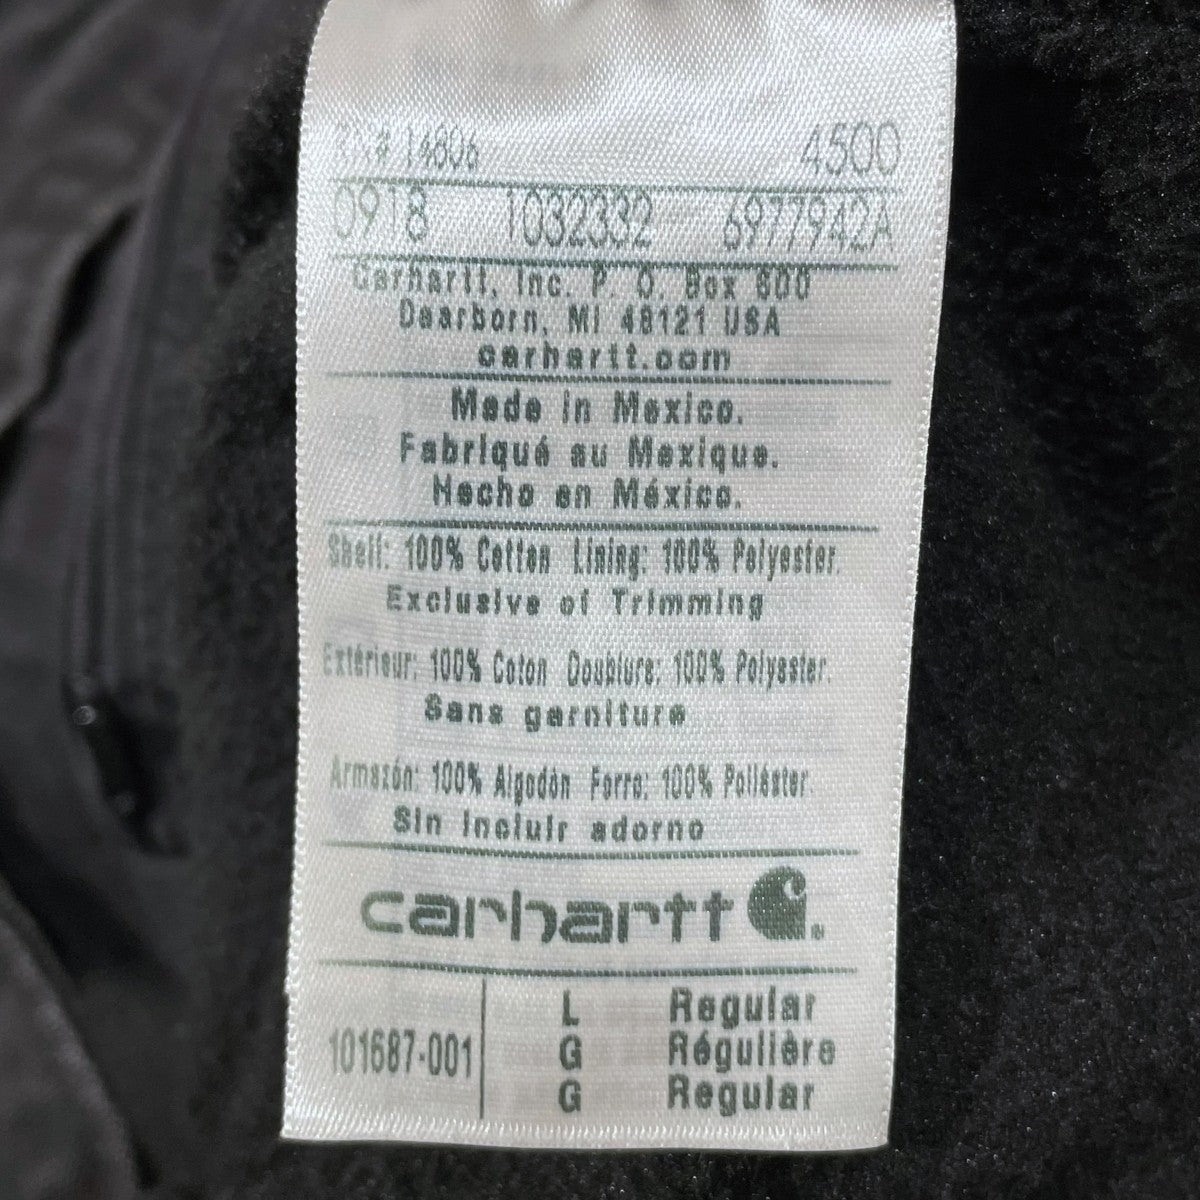 RN# 14806 4500
0918 1032332 6977942A
Carhartt, Inc. P. O. Box 600
Dearborn, MI 48121 USA
carhartt.com
Made in Mexico.
Fabriqué au Mexique.
Hecho en México.
Shell: 100% Cotton Lining: 100% Polyester.
Exclusive of Trimming
Extérieur: 100% Coton Doublure: 100% Polyester.
Sans garniture
Armazón: 100% Algodón Forro: 100% Poliéster.
Sin incluir adorno
carhartt
101687-001 L Regular
G Régulière
G Regular